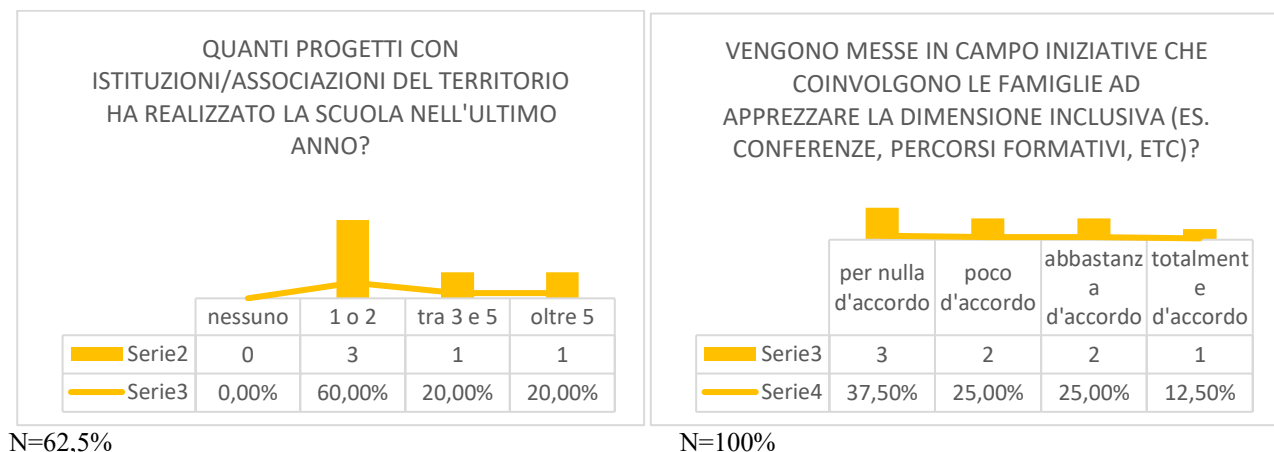 QUANTI PROGETTI CON
ISTITUZIONI/ASSOCIAZIONI DEL TERRITORIO
HA REALIZZATO LA SCUOLA NELL'ULTIMO
ANNO?
nessuno 1 o 2 tra 3 e 5 oltre 5
Serie2 0 3 1 1
Serie3 0,00% 60,00% 20,00% 20,00%
N=62,5%
VENGONO MESSE IN CAMPO INIZIATIVE CHE
COINVOLGONO LE FAMIGLIE AD
APPREZZARE LA DIMENSIONE INCLUSIVA (ES.
CONFERENZE, PERCORSI FORMATIVI, ETC)?
per nulla
d'accordo
poco
d'accordo
abbastanz
a
d'accordo
totalment
e
d'accordo
Serie3 3 2 2 1
Serie4 37,50% 25,00% 25,00% 12,50%
N=100%